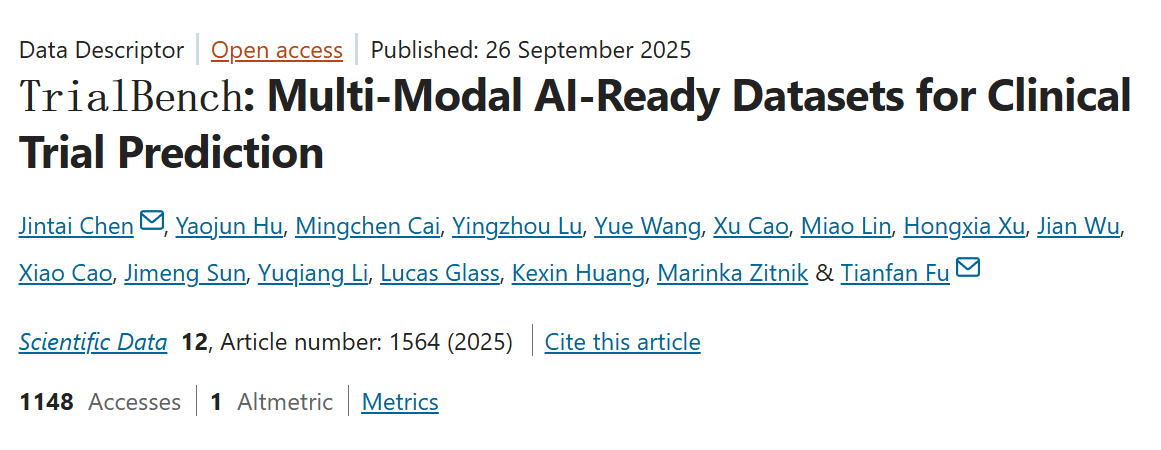 Data Descriptor | Open access | Published: 26 September 2025
TrialBench: Multi-Modal AI-Ready Datasets for Clinical
Trial Prediction
Jintai Chen, Yaojun Hu, Mingchen Cai, Yingzhou Lu, Yue Wang, Xu Cao, Miao Lin, Hongxia Xu, Jian Wu,
Xiao Cao, Jimeng Sun, Yuqiang Li, Lucas Glass, Kexin Huang, Marinka Zitnik & Tianfan Fu
Scientific Data 12, Article number: 1564 (2025) | Cite this article
1148 Accesses | 1 Altmetric | Metrics